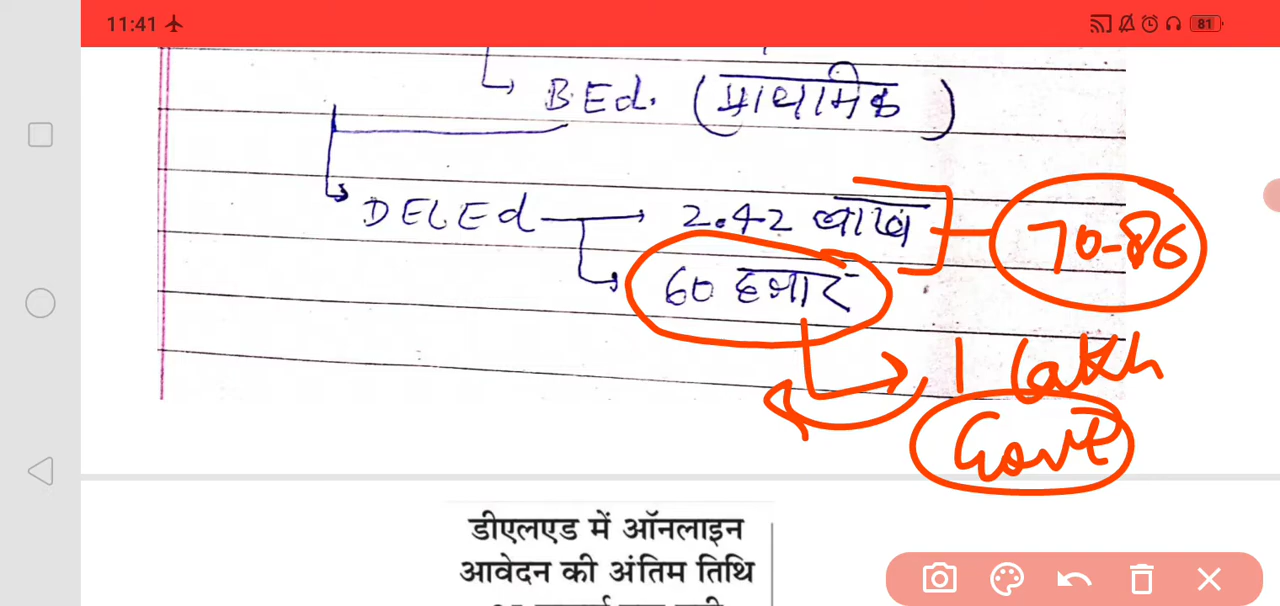 11:41
81
BEd. (प्राथमिक)
DELEd → 2.42 लाख
70-86
60 हजार
1 Lakh
Govt
डीएलएड में ऑनलाइन
आवेदन की अंतिम तिथि